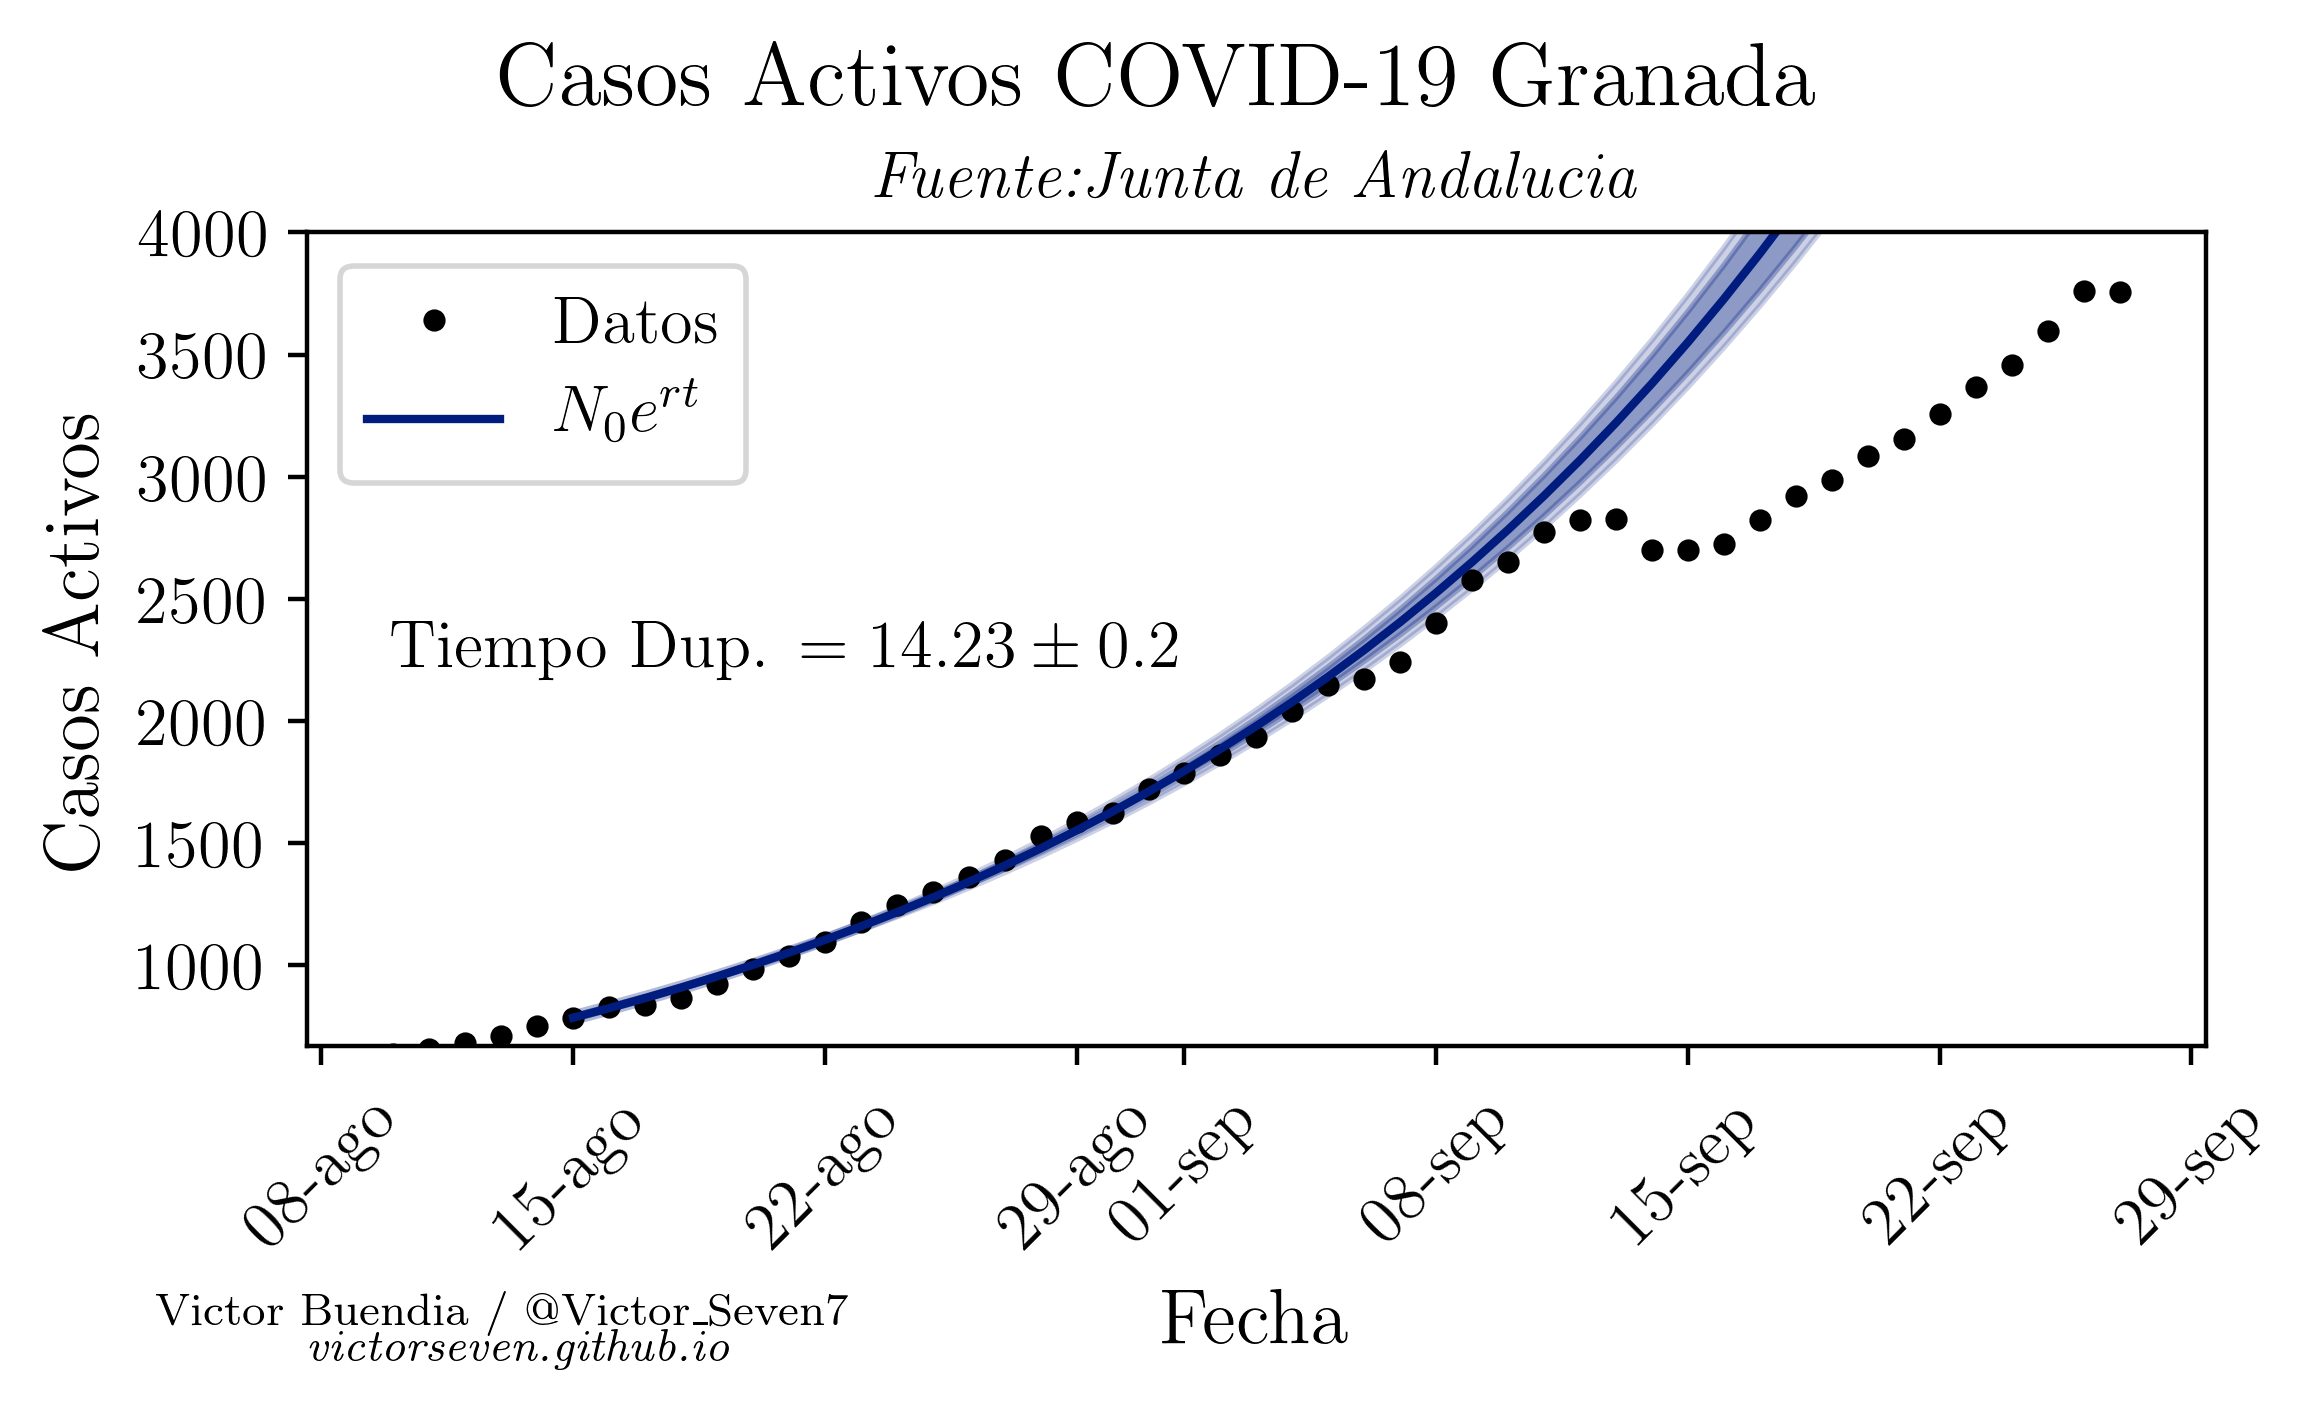 Casos Activos COVID-19 Granada
Fuente:Junta de Andalucia
4000
3500
3000
2500
2000
1500
1000
Casos Activos
Datos
N₀eʳᵗ
Tiempo Dup. = 14.23 ± 0.2
08-ago
15-ago
22-ago
29-ago
01-sep
08-sep
15-sep
22-sep
29-sep
Fecha
Victor Buendia / @Victor_Seven7
victorseven.github.io